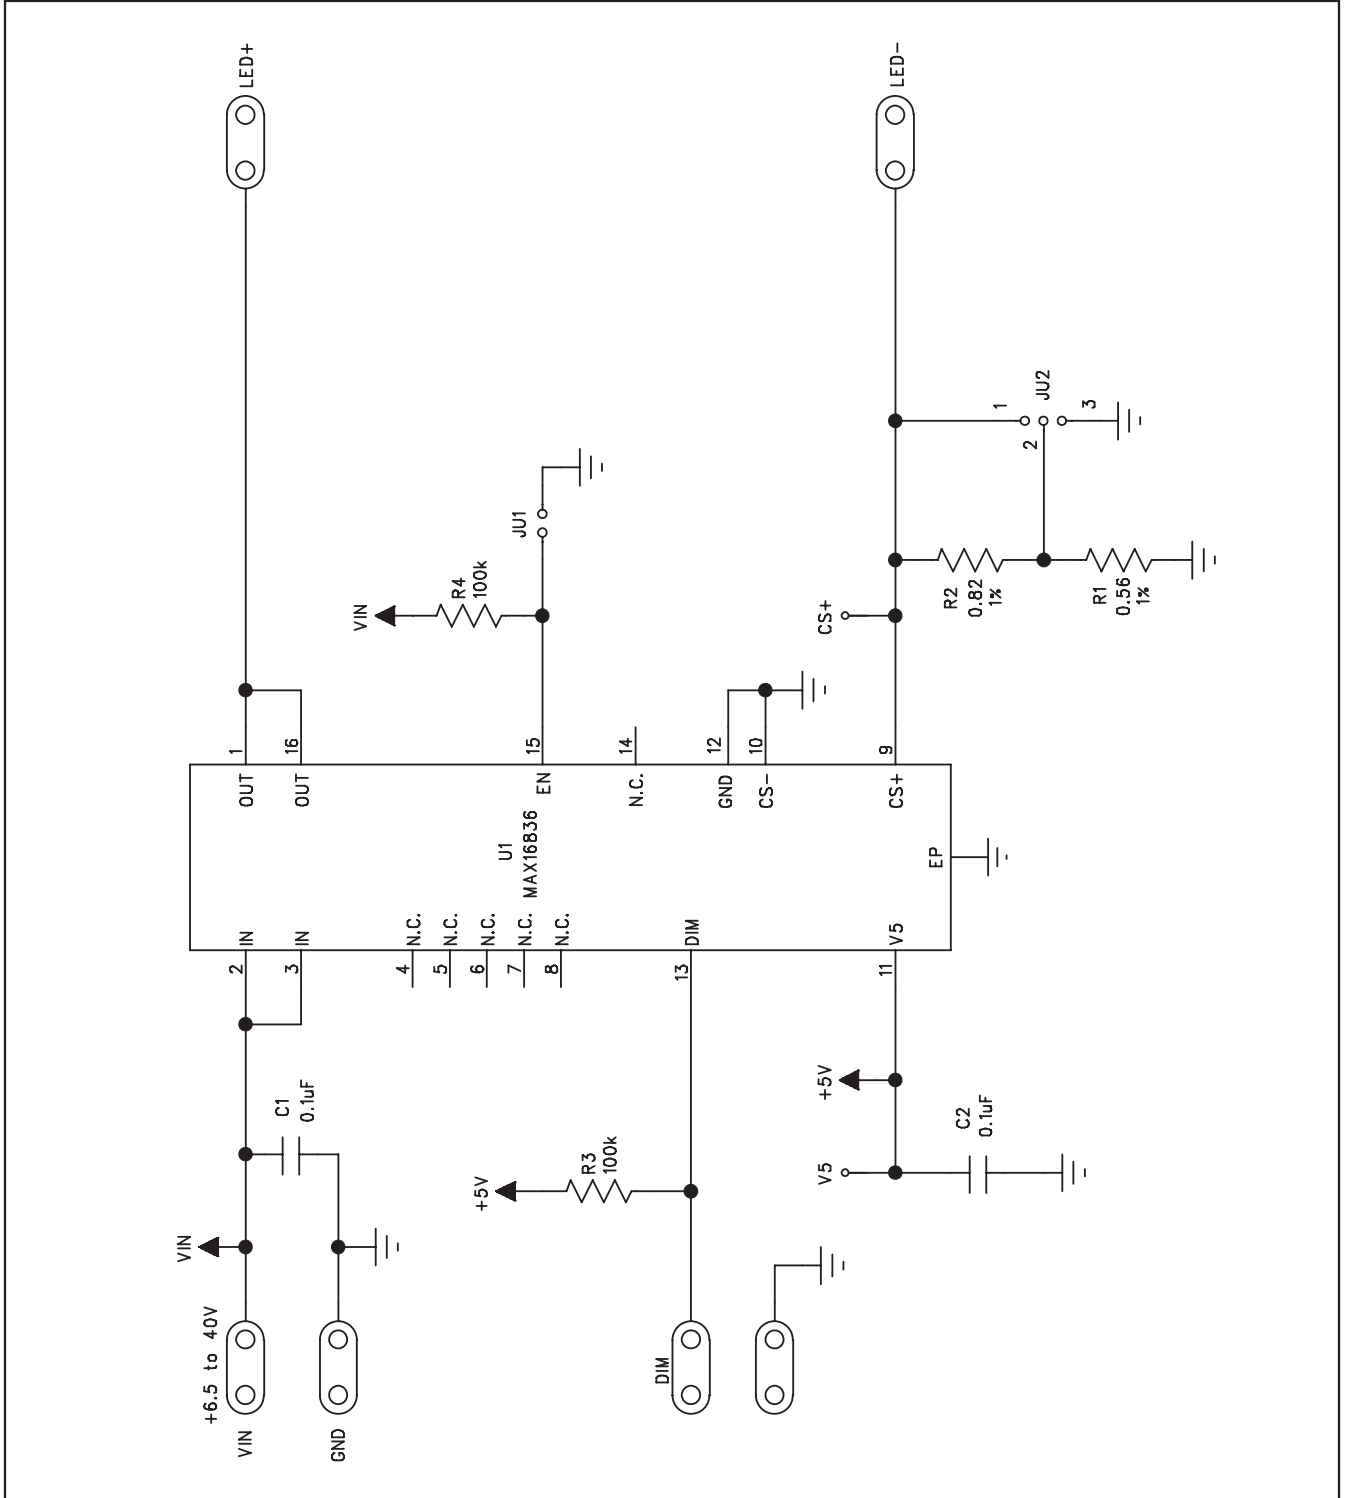 VIN
+6.5 to 40V
GND
VIN
C1
0.1uF
2
IN
3
IN
4
N.C.
5
N.C.
6
N.C.
7
N.C.
8
N.C.
U1
MAX16836
1
OUT
16
OUT
LED+
DIM
+5V
R3
100k
13
DIM
15
EN
VIN
R4
100k
JU1
14
N.C.
12
GND
10
CS-
V5
+5V
C2
0.1uF
11
V5
EP
9
CS+
CS+
R2
0.82
1%
R1
0.56
1%
1
2
3
JU2
LED-